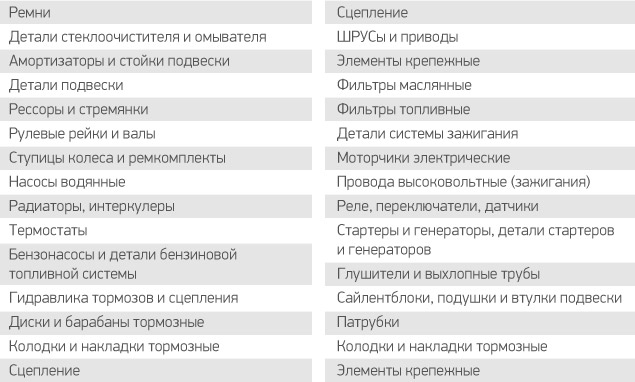 Ремни
Детали стеклоочистителя и омывателя
Амортизаторы и стойки подвески
Детали подвески
Рессоры и стремянки
Рулевые рейки и валы
Ступицы колеса и ремкомплекты
Насосы водянные
Радиаторы, интеркулеры
Термостаты
Бензонасосы и детали бензиновой
топливной системы
Гидравлика тормозов и сцепления
Диски и барабаны тормозные
Колодки и накладки тормозные
Сцепление
Сцепление
ШРУСы и приводы
Элементы крепежные
Фильтры маслянные
Фильтры топливные
Детали системы зажигания
Моторчики электрические
Провода высоковольтные (зажигания)
Реле, переключатели, датчики
Стартеры и генераторы, детали стартеров
и генераторов
Глушители и выхлопные трубы
Сайлентблоки, подушки и втулки подвески
Патрубки
Колодки и накладки тормозные
Элементы крепежные